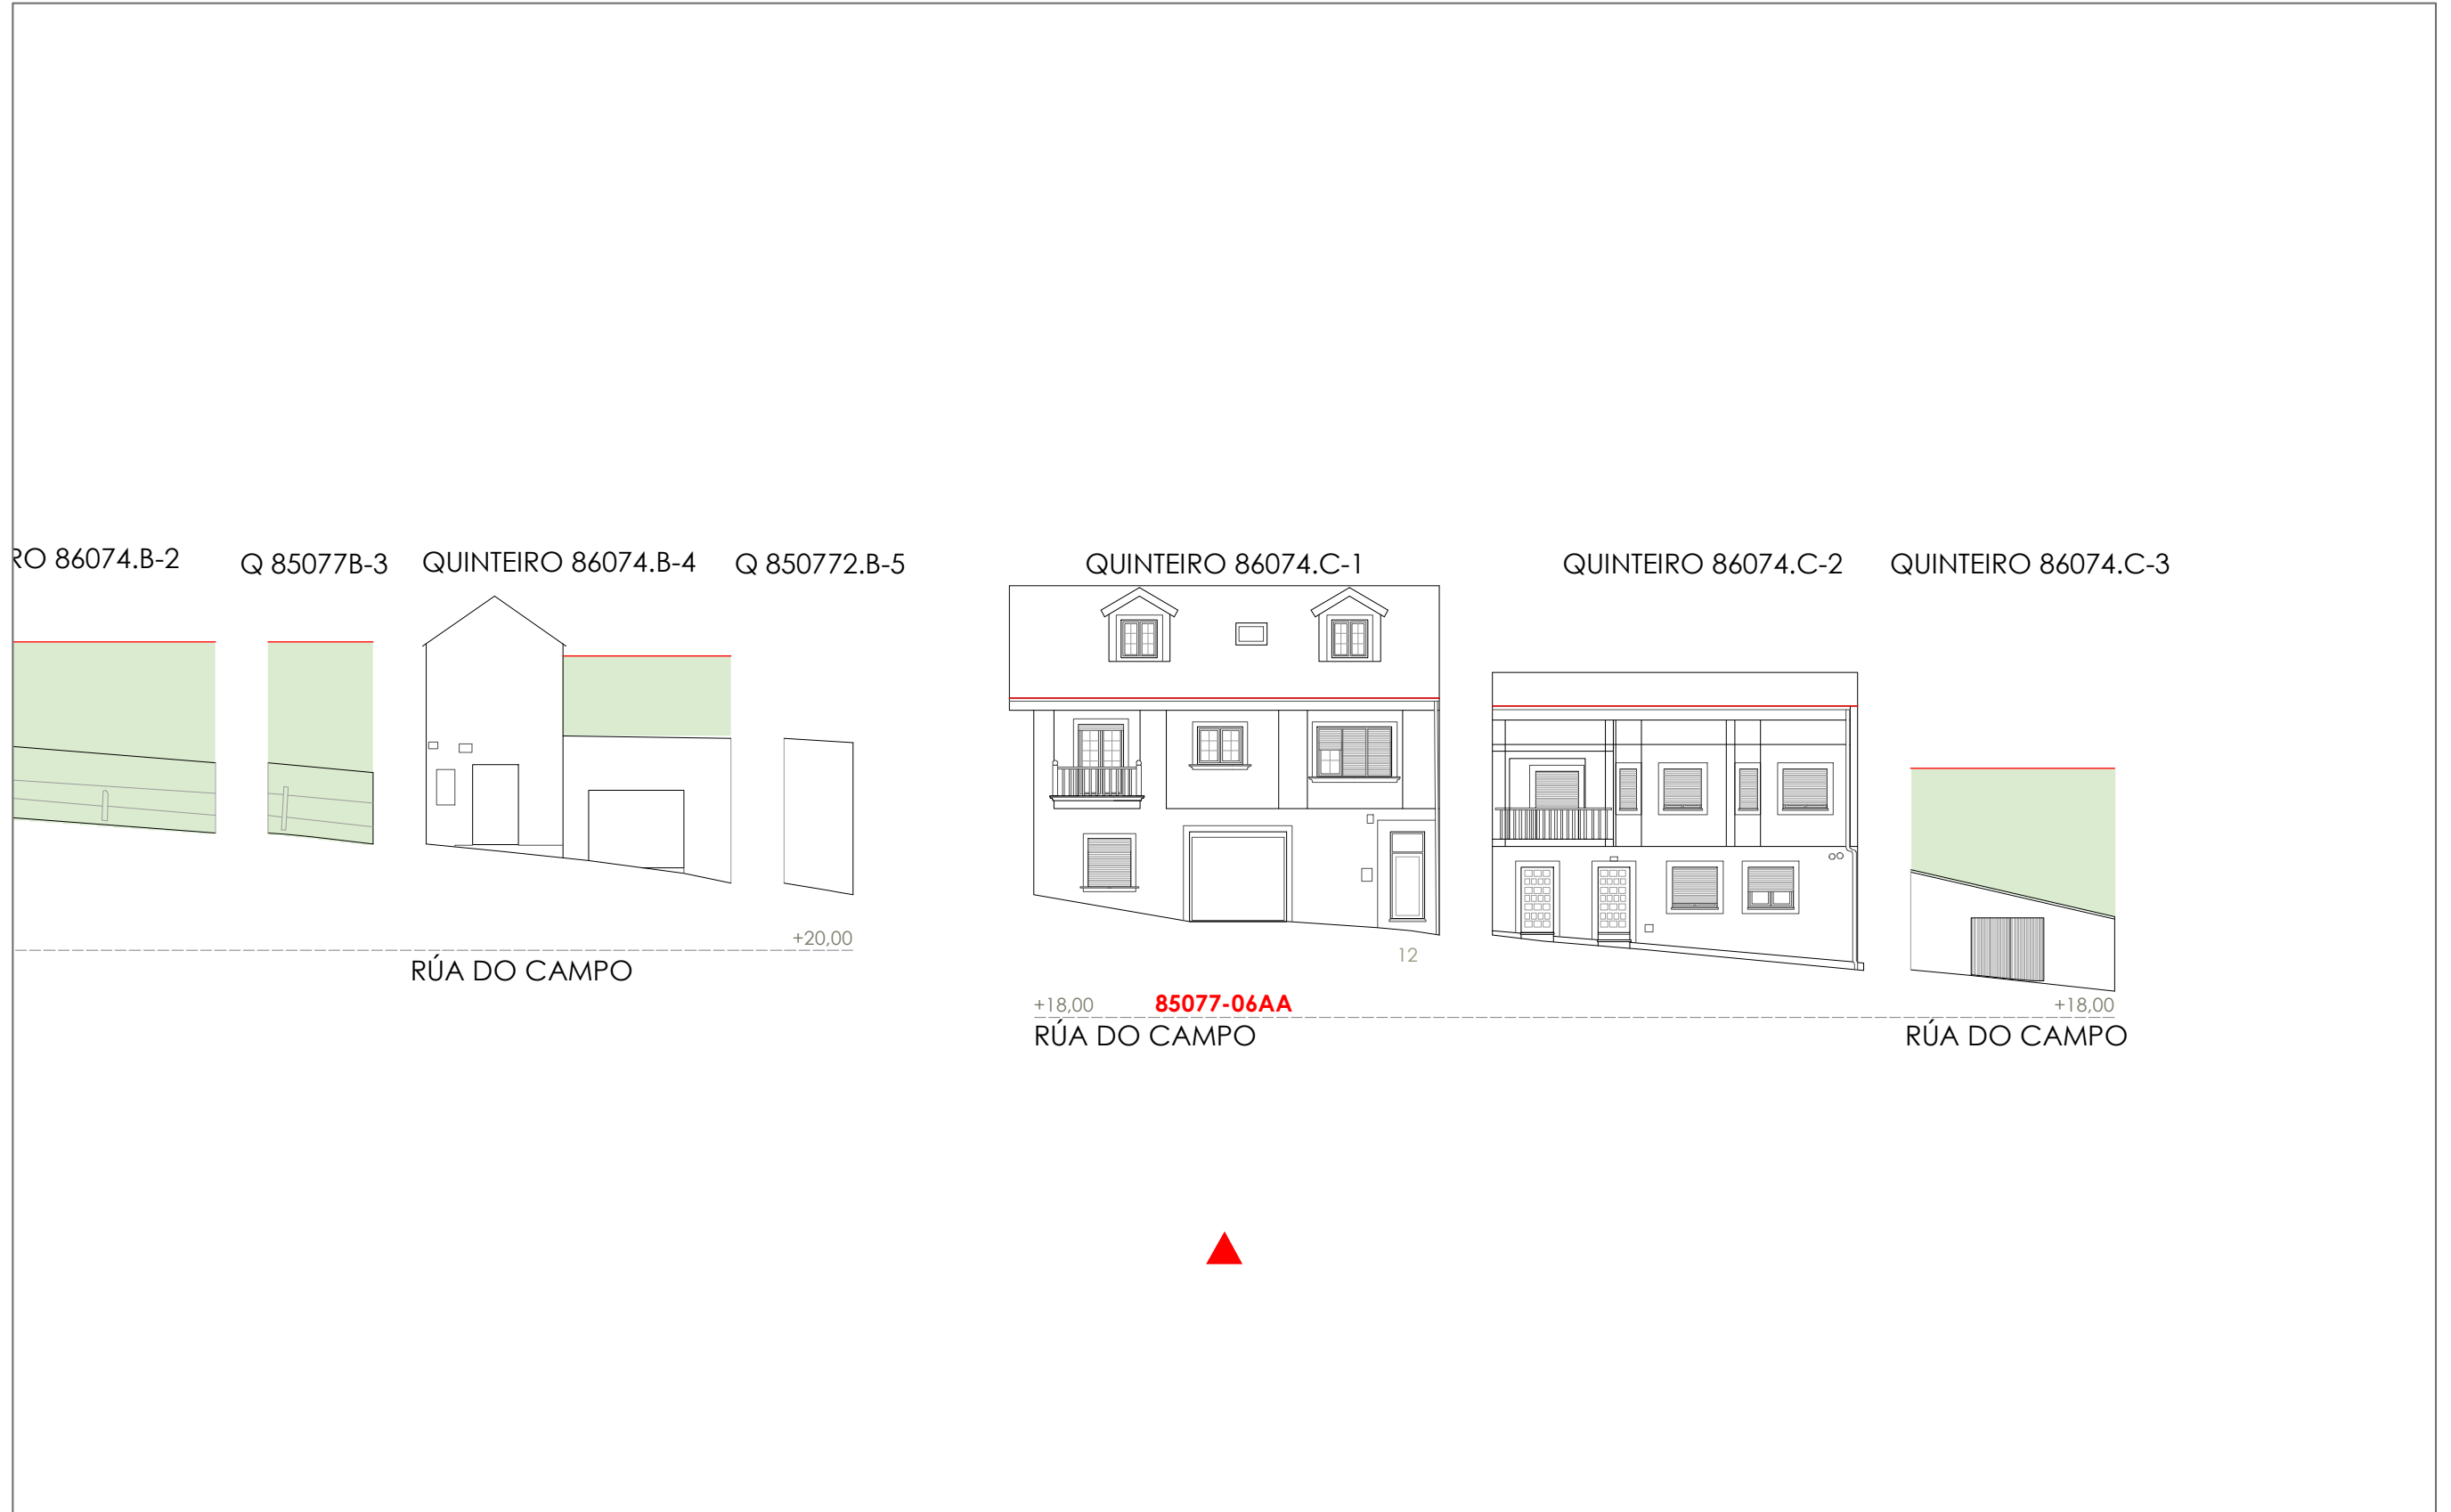 RO 86074.B-2
Q 85077B-3
QUINTEIRO 86074.B-4
Q 850772.B-5
QUINTEIRO 86074.C-1
QUINTEIRO 86074.C-2
QUINTEIRO 86074.C-3
+20,00
RÚA DO CAMPO
12
+18,00
85077-06AA
+18,00
RÚA DO CAMPO
RÚA DO CAMPO